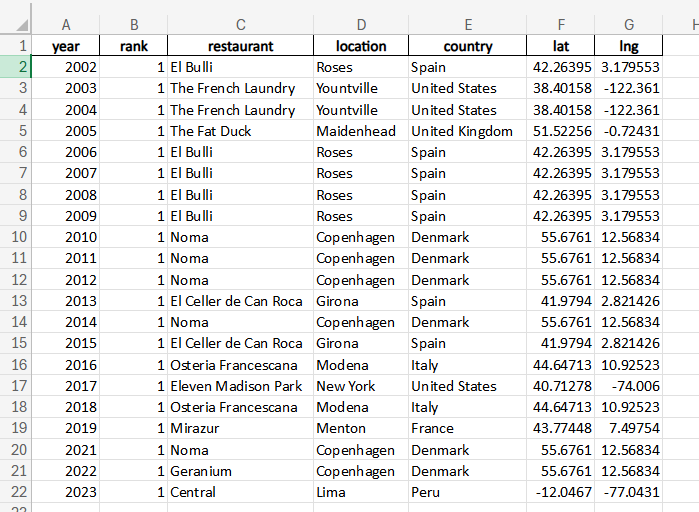 A B C D E F G H
1 year rank restaurant location country lat lng
2 2002 1 El Bulli Roses Spain 42.26395 3.179553
3 2003 1 The French Laundry Yountville United States 38.40158 -122.361
4 2004 1 The French Laundry Yountville United States 38.40158 -122.361
5 2005 1 The Fat Duck Maidenhead United Kingdom 51.52256 -0.72431
6 2006 1 El Bulli Roses Spain 42.26395 3.179553
7 2007 1 El Bulli Roses Spain 42.26395 3.179553
8 2008 1 El Bulli Roses Spain 42.26395 3.179553
9 2009 1 El Bulli Roses Spain 42.26395 3.179553
10 2010 1 Noma Copenhagen Denmark 55.6761 12.56834
11 2011 1 Noma Copenhagen Denmark 55.6761 12.56834
12 2012 1 Noma Copenhagen Denmark 55.6761 12.56834
13 2013 1 El Celler de Can Roca Girona Spain 41.9794 2.821426
14 2014 1 Noma Copenhagen Denmark 55.6761 12.56834
15 2015 1 El Celler de Can Roca Girona Spain 41.9794 2.821426
16 2016 1 Osteria Francescana Modena Italy 44.64713 10.92523
17 2017 1 Eleven Madison Park New York United States 40.71278 -74.006
18 2018 1 Osteria Francescana Modena Italy 44.64713 10.92523
19 2019 1 Mirazur Menton France 43.77448 7.49754
20 2021 1 Noma Copenhagen Denmark 55.6761 12.56834
21 2022 1 Geranium Copenhagen Denmark 55.6761 12.56834
22 2023 1 Central Lima Peru -12.0467 -77.0431